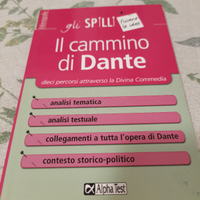 gli SPILLI
Il cammino
di Dante
dieci percorsi attraverso la Divina Commedia
analisi tematica
analisi testuale
collegamenti a tutta l'opera di Dante
contesto storico-politico
Alpha Test